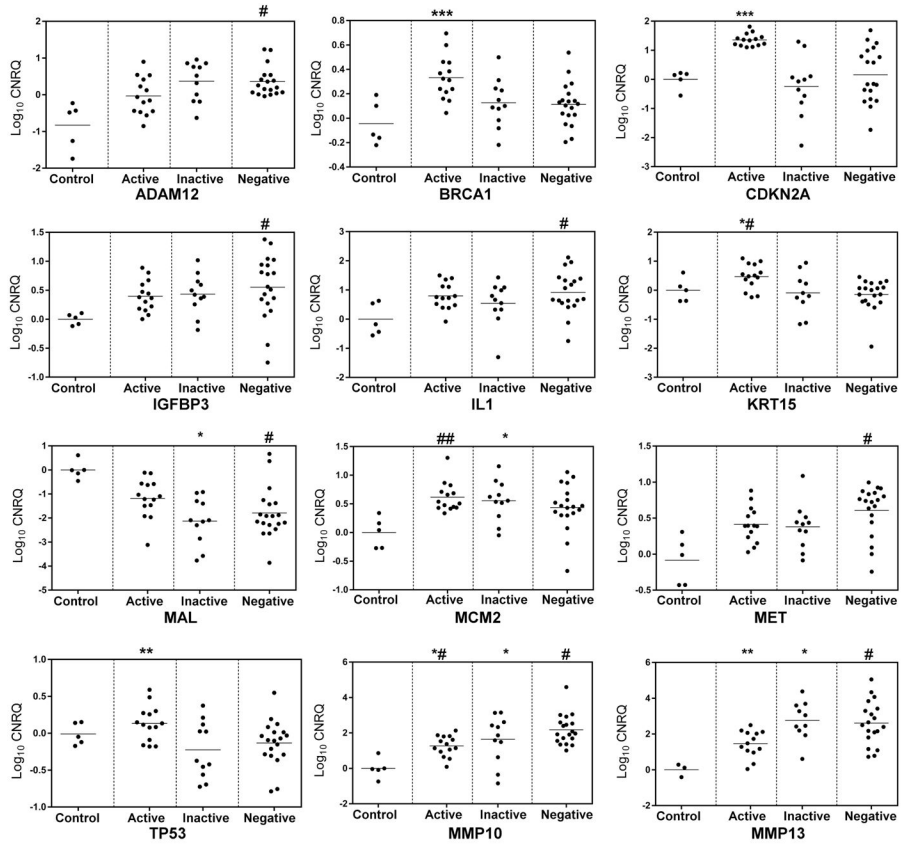 #
Log10 CNRQ
2
1
0
-1
-2
Control Active Inactive Negative
ADAM12
***
Log10 CNRQ
0.8
0.6
0.4
0.2
0.0
-0.2
-0.4
Control Active Inactive Negative
BRCA1
***
Log10 CNRQ
2
1
0
-1
-2
-3
Control Active Inactive Negative
CDKN2A
#
Log10 CNRQ
1.5
1.0
0.5
0.0
-0.5
-1.0
Control Active Inactive Negative
IGFBP3
#
Log10 CNRQ
3
2
1
0
-1
-2
Control Active Inactive Negative
IL1
*#
Log10 CNRQ
2
1
0
-1
-2
-3
Control Active Inactive Negative
KRT15
* #
Log10 CNRQ
1
0
-1
-2
-3
-4
-5
Control Active Inactive Negative
MAL
## *
Log10 CNRQ
1.5
1.0
0.5
0.0
-0.5
-1.0
Control Active Inactive Negative
MCM2
#
Log10 CNRQ
1.5
1.0
0.5
0.0
-0.5
Control Active Inactive Negative
MET
**
Log10 CNRQ
1.0
0.5
0.0
-0.5
-1.0
Control Active Inactive Negative
TP53
*# * #
Log10 CNRQ
6
4
2
0
-2
Control Active Inactive Negative
MMP10
** * #
Log10 CNRQ
6
4
2
0
-2
Control Active Inactive Negative
MMP13